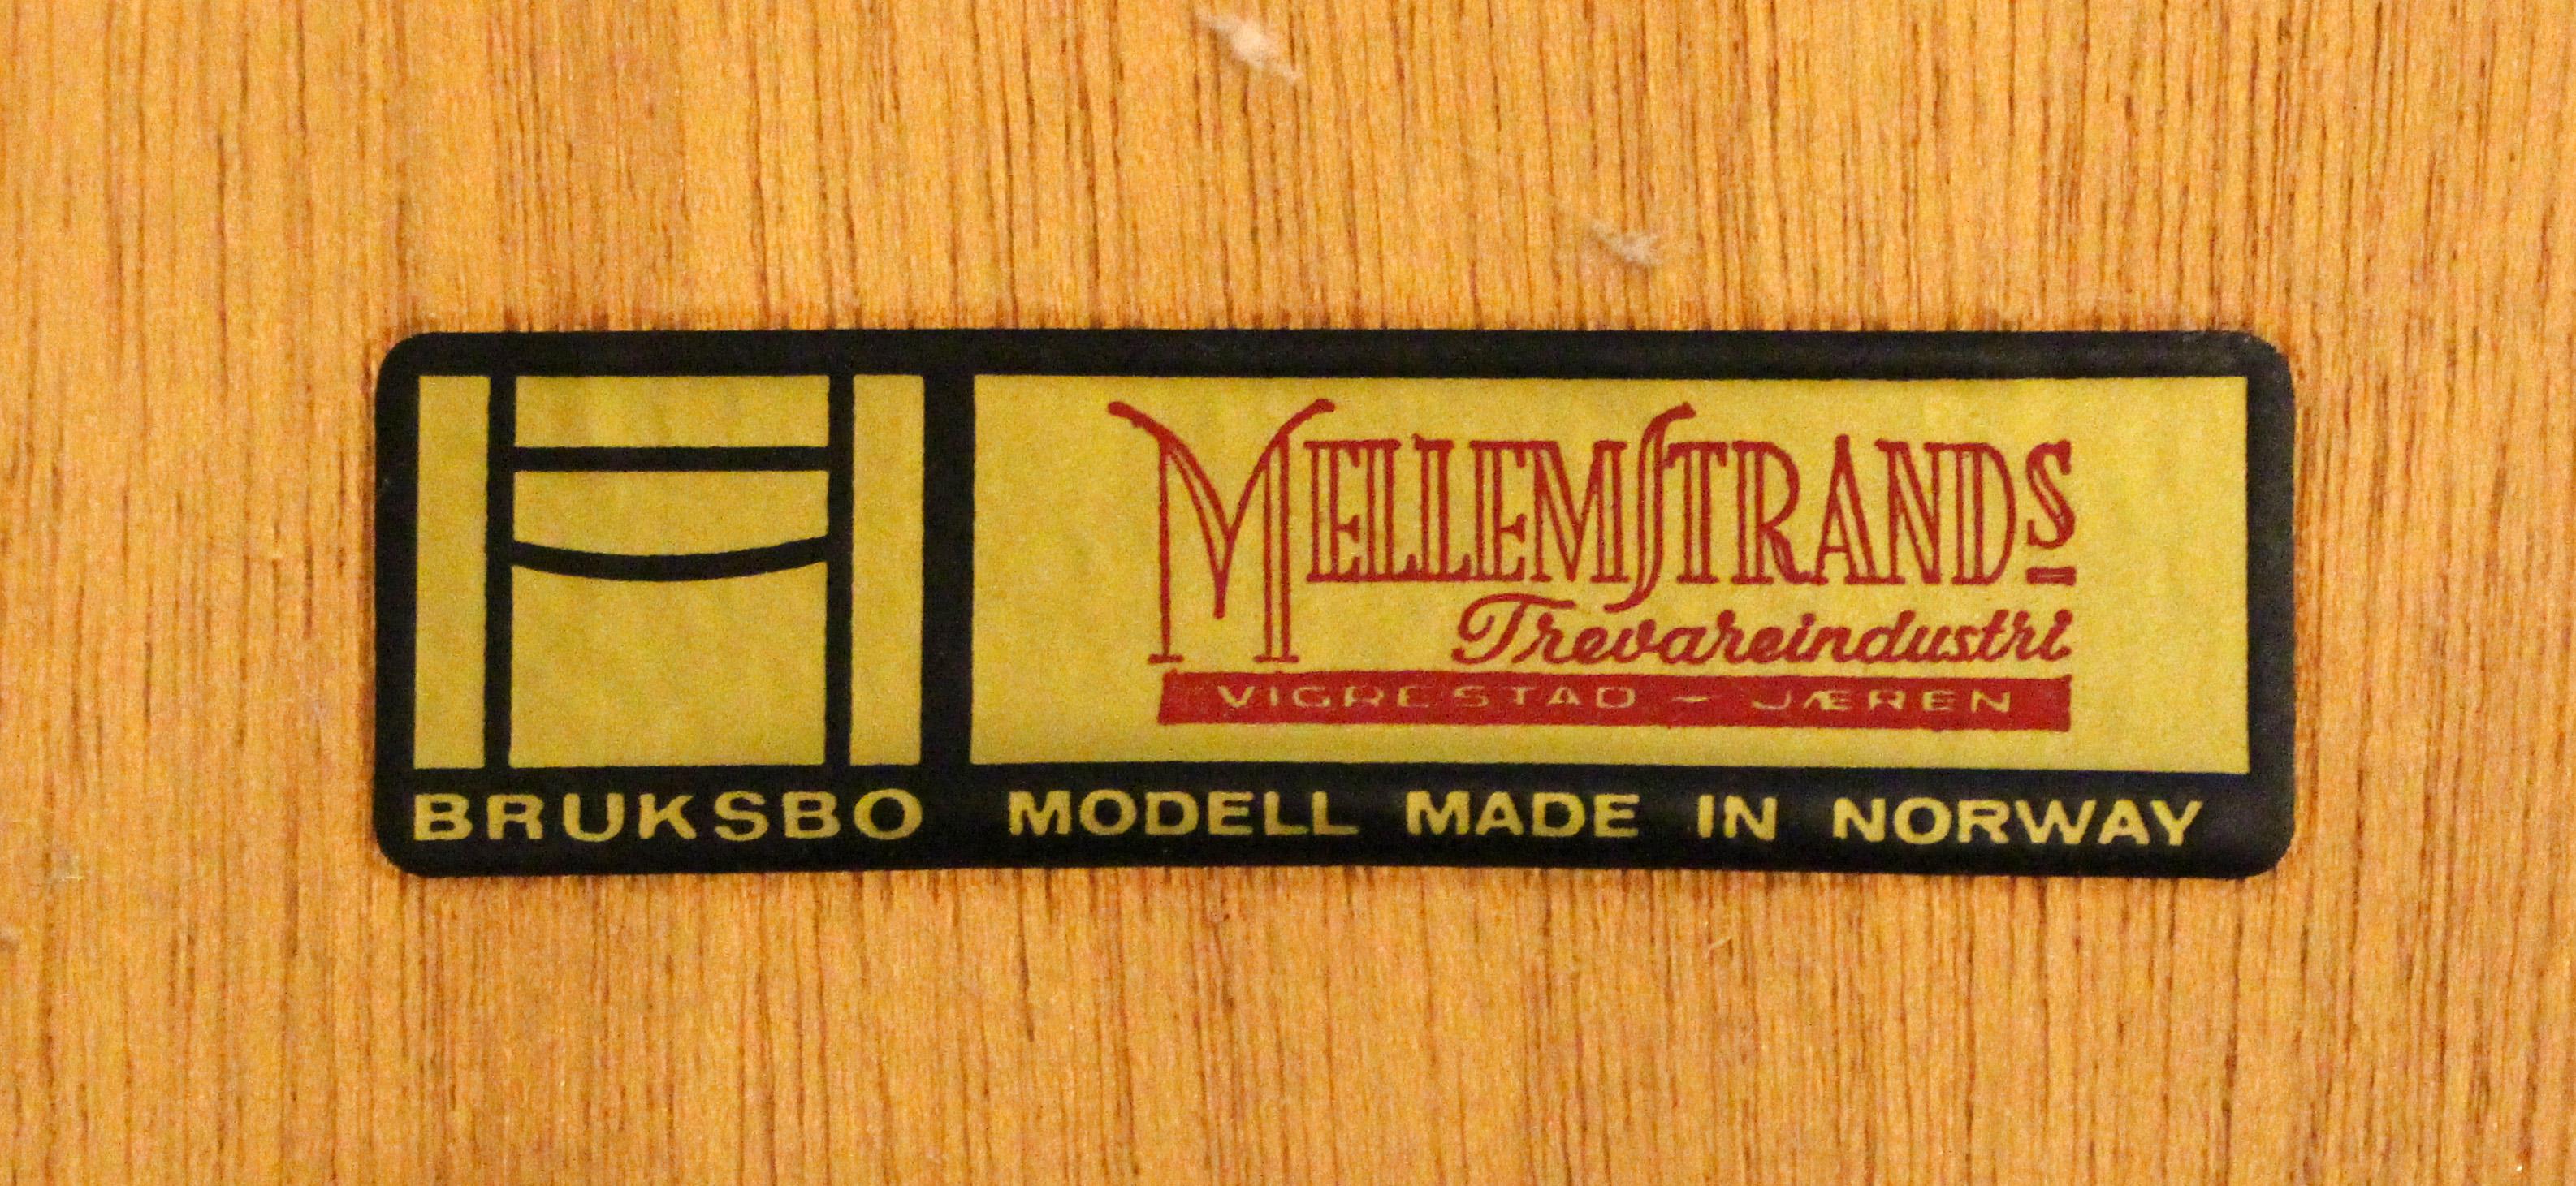 MELLEMSTRANDS
Trevareindustri
VIGRESTAD - JÆREN
BRUKSBO MODELL MADE IN NORWAY